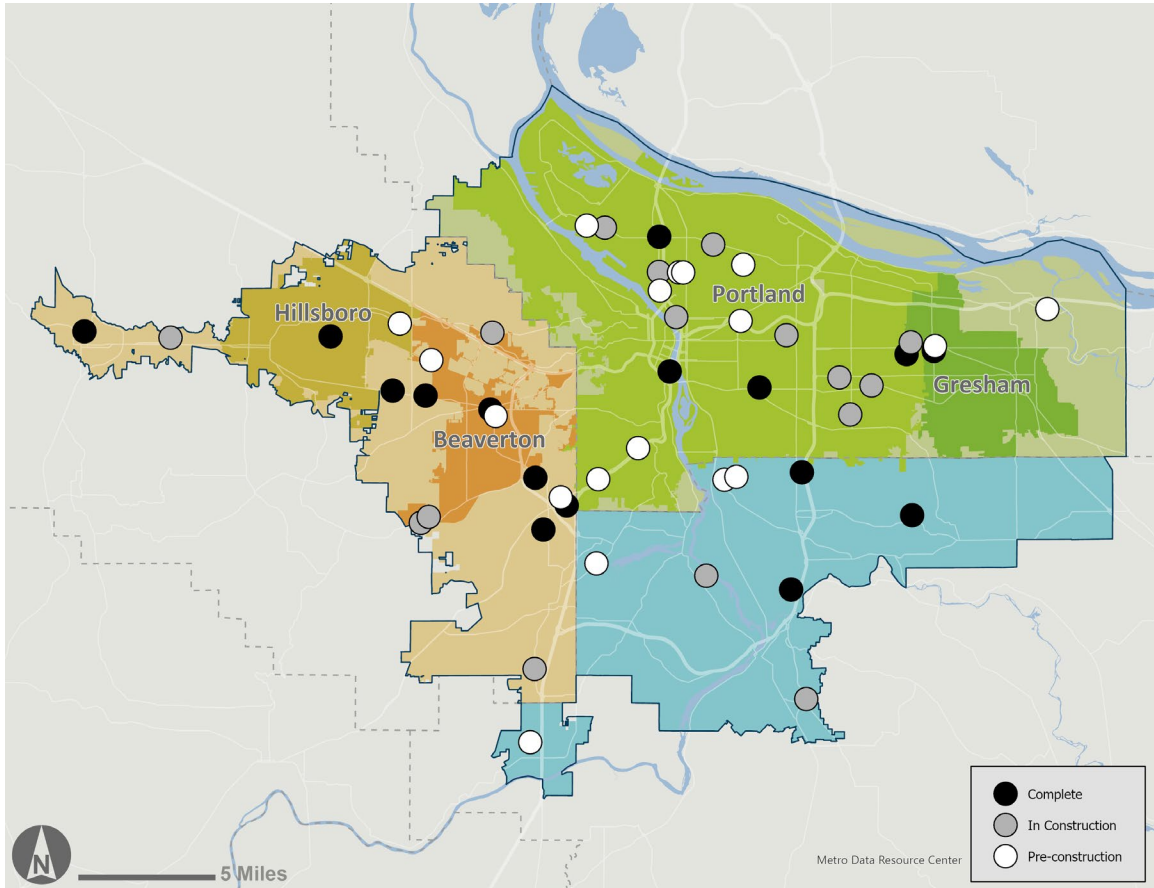 Hillsboro
Portland
Gresham
Beaverton
Complete
In Construction
Pre-construction
Metro Data Resource Center
N
5 Miles